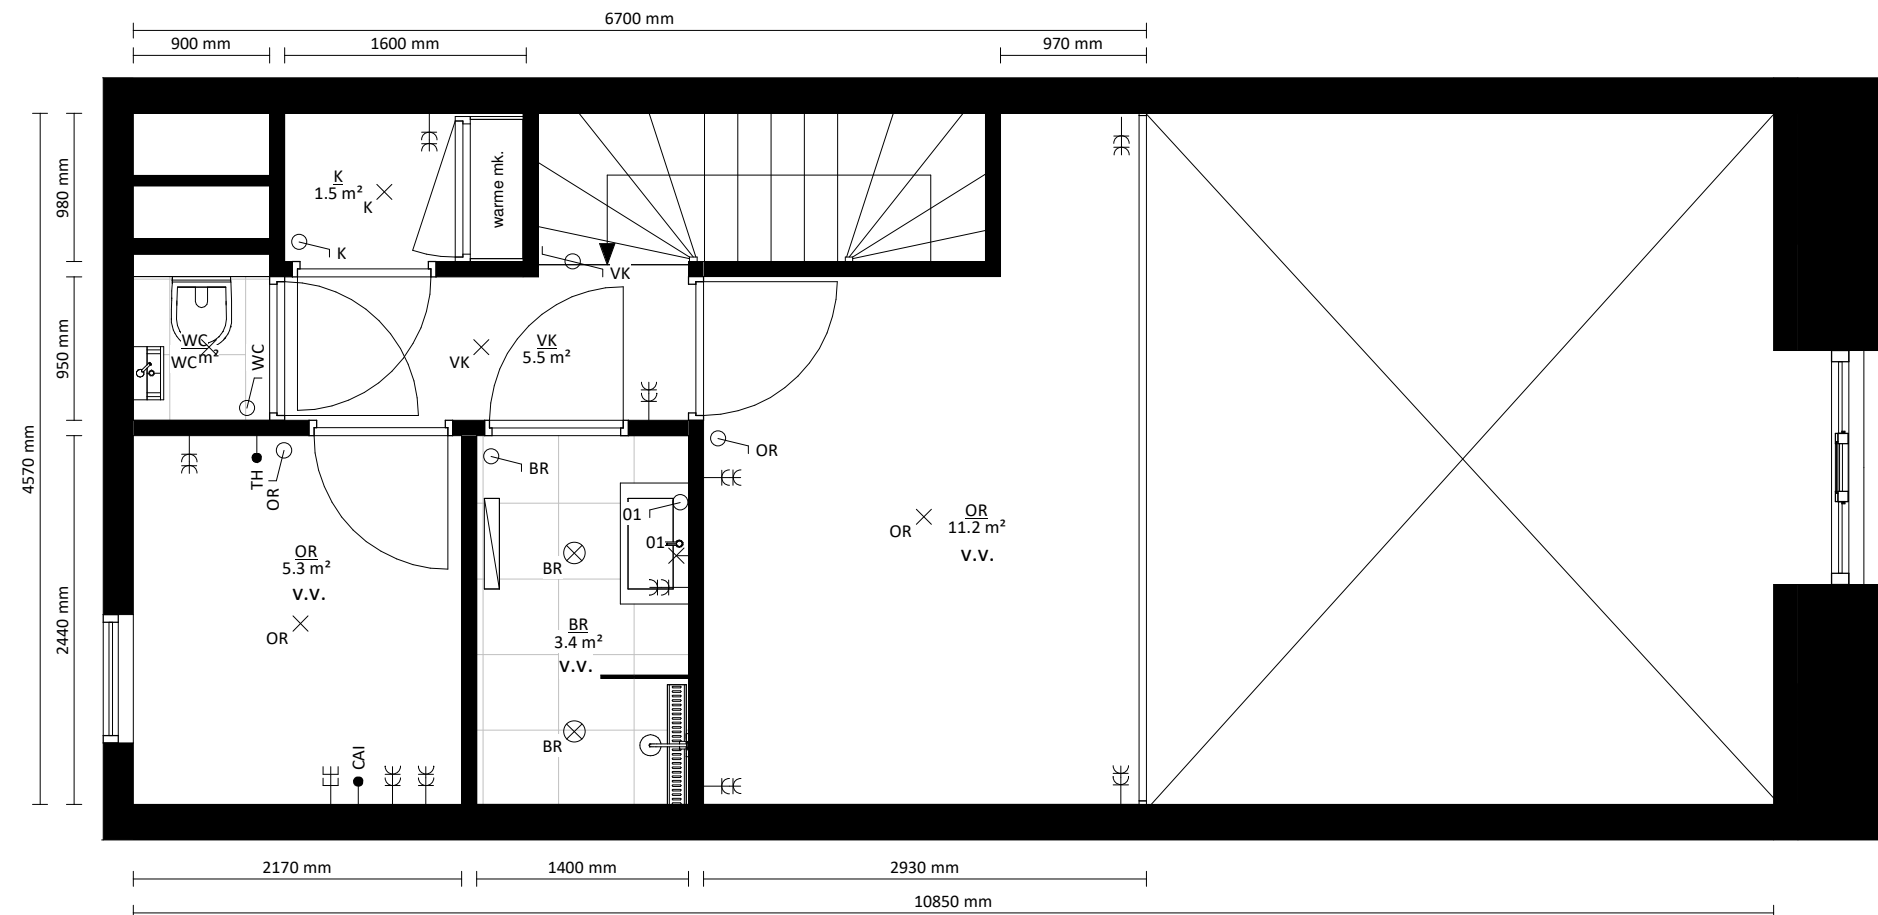 6700 mm
900 mm
1600 mm
970 mm
980 mm
950 mm
4570 mm
2440 mm
K
1.5 m²
K
K
warme mk.
VK
WC
m²
WC
WC
VK
VK
5.5 m²
TH
OR
BR
OR
01
01
OR
11.2 m²
OR
v.v.
OR
5.3 m²
v.v.
OR
BR
BR
3.4 m²
v.v.
BR
CAI
2170 mm
1400 mm
2930 mm
10850 mm